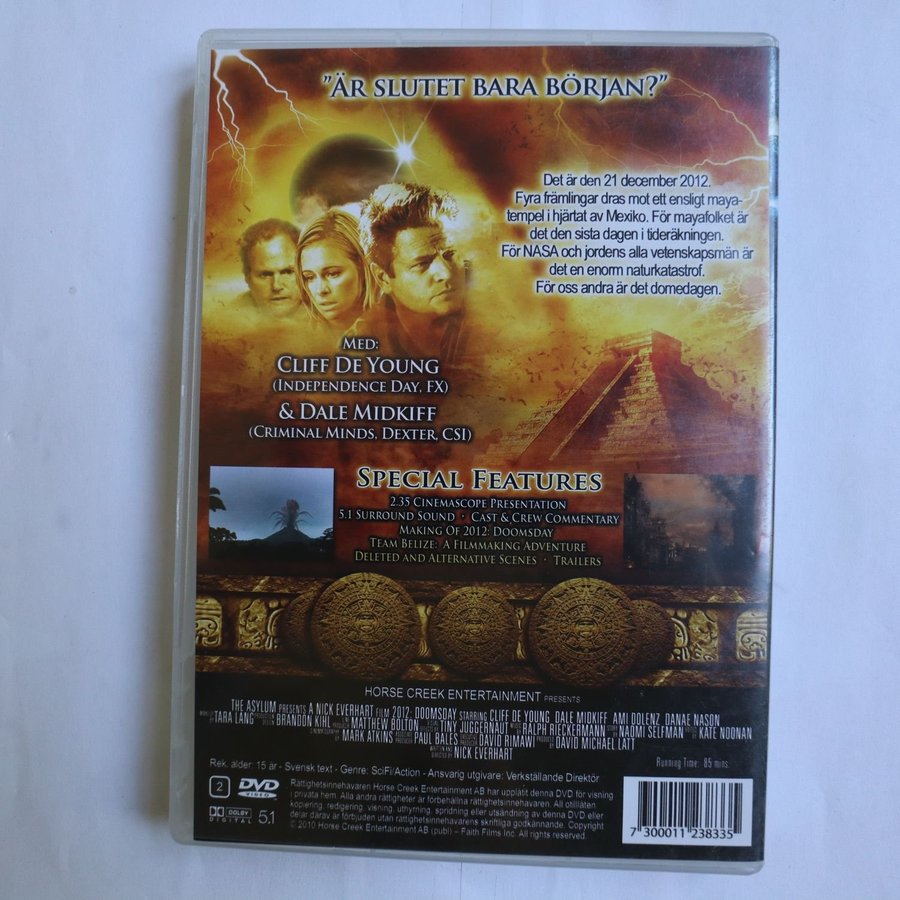 "ÄR SLUTET BARA BÖRJAN?"
Det är den 21 december 2012.
Fyra främlingar dras mot ett ensligt maya-
tempel i hjärtat av Mexiko. För mayafolket är
det den sista dagen i tideräkningen.
För NASA och jordens alla vetenskapsmän är
det en enorm naturkatastrof.
För oss andra är det domedagen.
MED:
CLIFF DE YOUNG
(INDEPENDENCE DAY, FX)
& DALE MIDKIFF
(CRIMINAL MINDS, DEXTER, CSI)
SPECIAL FEATURES
2.35 CINEMASCOPE PRESENTATION
5.1 SURROUND SOUND · CAST & CREW COMMENTARY
MAKING OF 2012: DOOMSDAY
TEAM BELIZE: A FILMMAKING ADVENTURE
DELETED AND ALTERNATIVE SCENES · TRAILERS
HORSE CREEK ENTERTAINMENT PRESENTS
THE ASYLUM PRESENTS A NICK EVERHART FILM 2012: DOOMSDAY STARRING CLIFF DE YOUNG DALE MIDKIFF AMI DOLENZ DANAE NASON
TARA LANG BRANDON KIHL MATTHEW BOLTON TINY JUGGERNAUT RALPH RIECKERMANN NAOMI SELFMAN KATE NOONAN
MARK ATKINS PAUL BALES DAVID RIMAWI DAVID MICHAEL LATT
WRITTEN AND DIRECTED BY NICK EVERHART
Running Time: 85 mins.
Rek. ålder: 15 år - Svensk text - Genre: SciFi/Action - Ansvarig utgivare: Verkställande Direktör
2
DVD
VIDEO
DOLBY
DIGITAL
5.1
Rättighetsinnehavaren Horse Creek Entertainment AB har upplåtit denna DVD för visning
i privata hem. Alla andra rättigheter är förbehållna rättighetsinnehavaren. All otillåten
kopiering, redigering, visning, uthyrning, spridning eller utsändning av denna DVD eller
delar därav är förbjuden utan rättighetsinnehavarens skriftliga godkännande. Copyright
© 2010 Horse Creek Entertainment AB (publ) – Faith Films Inc. All rights reserved.
7 300011 238335